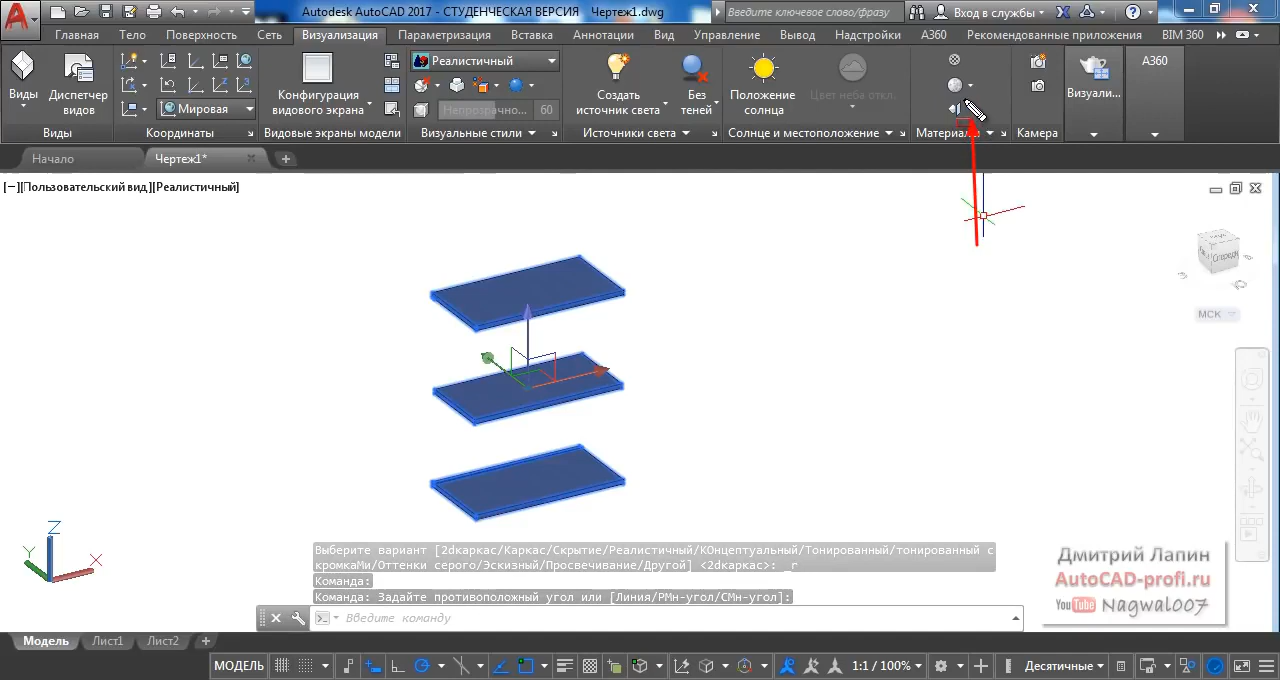 Autodesk AutoCAD 2017 - СТУДЕНЧЕСКАЯ ВЕРСИЯ Чертеж1.dwg
Введите ключевое слово/фразу
Вход в службы
Главная Тело Поверхность Сеть Визуализация Параметризация Вставка Аннотации Вид Управление Вывод Надстройки A360 Рекомендованные приложения BIM 360
Виды
Диспетчер видов
Виды
Мировая
Координаты
Конфигурация видового экрана
Видовые экраны модели
Реалистичный
Непрозрачно... 60
Визуальные стили
Создать источник света
Без теней
Источники света
Положение солнца
Цвет неба откл.
Солнце и местоположение
Материалы
Камера
Визуали...
A360
Начало Чертеж1*
[−][Пользовательский вид][Реалистичный]
МСК
Z
Y
X
Выберите вариант [2dкаркас/Каркас/Скрытие/Реалистичный/КОнцептуальный/Тонированный/тонированный с
кромкаМи/Оттенки серого/Эскизный/Просвечивание/Другой] <2dкаркас>: _r
Команда:
Команда: Задайте противоположный угол или [Линия/РМн-угол/СМн-угол]:
Введите команду
Дмитрий Лапин
AutoCAD-profi.ru
YouTube Nagwal007
Модель Лист1 Лист2
МОДЕЛЬ 1:1 / 100% Десятичные